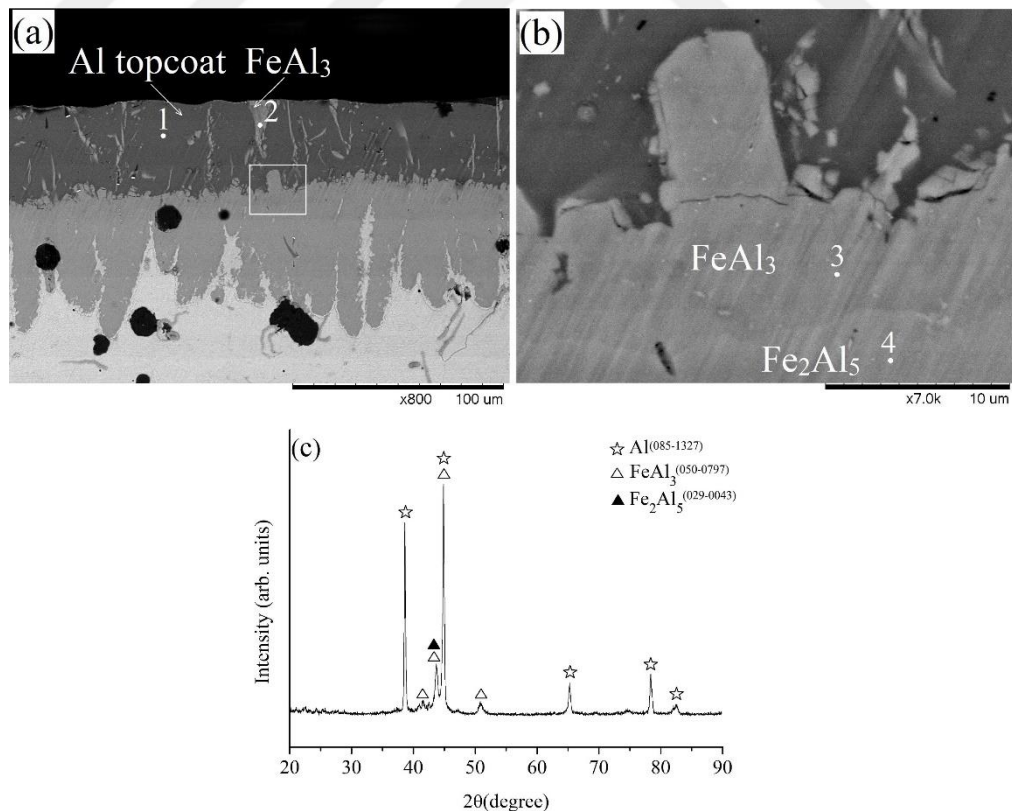 (a)
Al topcoat FeAl₃
1
2
x800 100 um
(b)
FeAl₃
3
Fe₂Al₅
4
x7.0k 10 um
(c)
☆ Al(085-1327)
△ FeAl₃(050-0797)
▲ Fe₂Al₅(029-0043)
Intensity (arb. units)
20 30 40 50 60 70 80 90
2θ(degree)